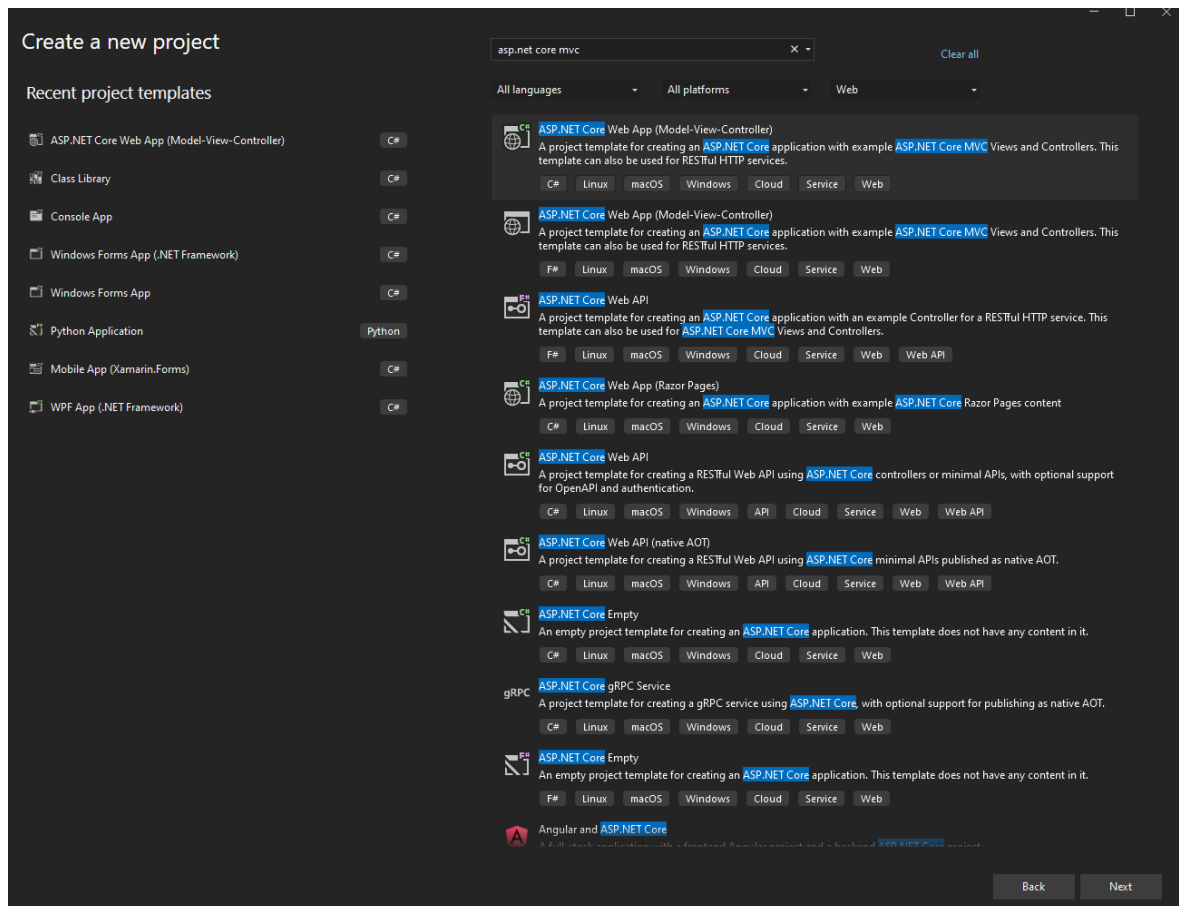 Create a new project
Recent project templates
ASP.NET Core Web App (Model-View-Controller) C#
Class Library C#
Console App C#
Windows Forms App (.NET Framework) C#
Windows Forms App C#
Python Application Python
Mobile App (Xamarin.Forms) C#
WPF App (.NET Framework) C#
asp.net core mvc
Clear all
All languages All platforms Web
ASP.NET Core Web App (Model-View-Controller)
A project template for creating an ASP.NET Core application with example ASP.NET Core MVC Views and Controllers. This
template can also be used for RESTful HTTP services.
C# Linux macOS Windows Cloud Service Web
ASP.NET Core Web App (Model-View-Controller)
A project template for creating an ASP.NET Core application with example ASP.NET Core MVC Views and Controllers. This
template can also be used for RESTful HTTP services.
F# Linux macOS Windows Cloud Service Web
ASP.NET Core Web API
A project template for creating an ASP.NET Core application with an example Controller for a RESTful HTTP service. This
template can also be used for ASP.NET Core MVC Views and Controllers.
F# Linux macOS Windows Cloud Service Web Web API
ASP.NET Core Web App (Razor Pages)
A project template for creating an ASP.NET Core application with example ASP.NET Core Razor Pages content
C# Linux macOS Windows Cloud Service Web
ASP.NET Core Web API
A project template for creating a RESTful Web API using ASP.NET Core controllers or minimal APIs, with optional support
for OpenAPI and authentication.
C# Linux macOS Windows API Cloud Service Web Web API
ASP.NET Core Web API (native AOT)
A project template for creating a RESTful Web API using ASP.NET Core minimal APIs published as native AOT.
C# Linux macOS Windows API Cloud Service Web Web API
ASP.NET Core Empty
An empty project template for creating an ASP.NET Core application. This template does not have any content in it.
C# Linux macOS Windows Cloud Service Web
gRPC
ASP.NET Core gRPC Service
A project template for creating a gRPC service using ASP.NET Core, with optional support for publishing as native AOT.
C# Linux macOS Windows Cloud Service Web
ASP.NET Core Empty
An empty project template for creating an ASP.NET Core application. This template does not have any content in it.
F# Linux macOS Windows Cloud Service Web
Angular and ASP.NET Core
A full-stack application with a frontend Angular project and a backend ASP.NET Core project
Back Next